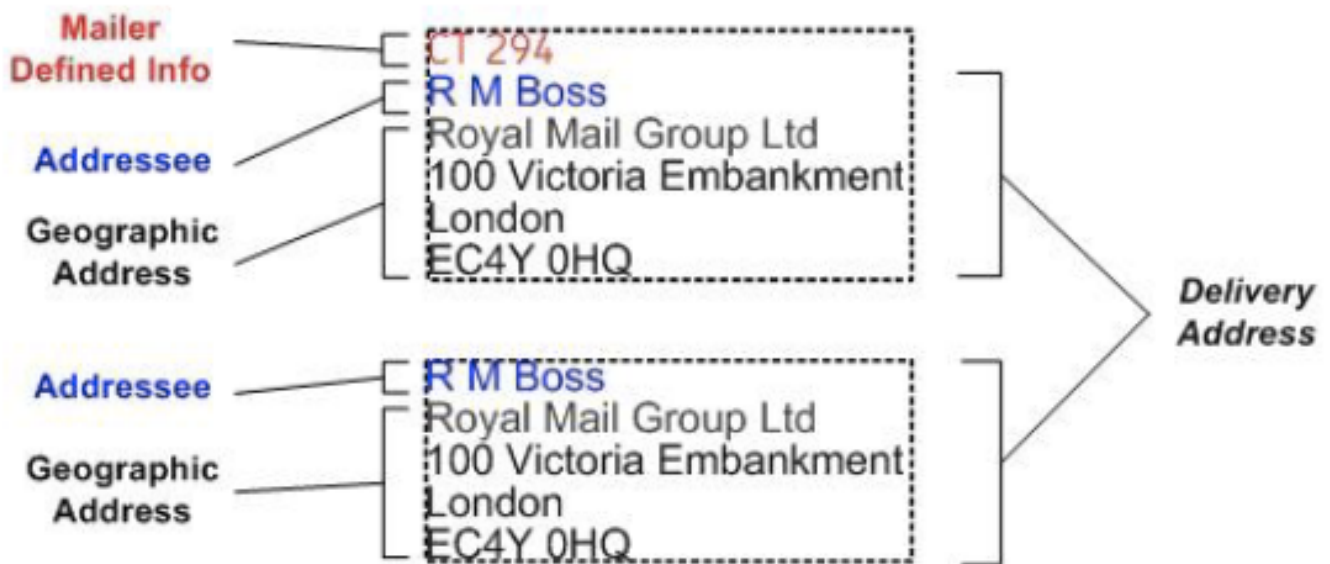 Mailer
Defined Info
CT 294
R M Boss
Addressee
Royal Mail Group Ltd
100 Victoria Embankment
London
EC4Y 0HQ
Geographic
Address
Delivery
Address
Addressee
R M Boss
Geographic
Address
Royal Mail Group Ltd
100 Victoria Embankment
London
EC4Y 0HQ